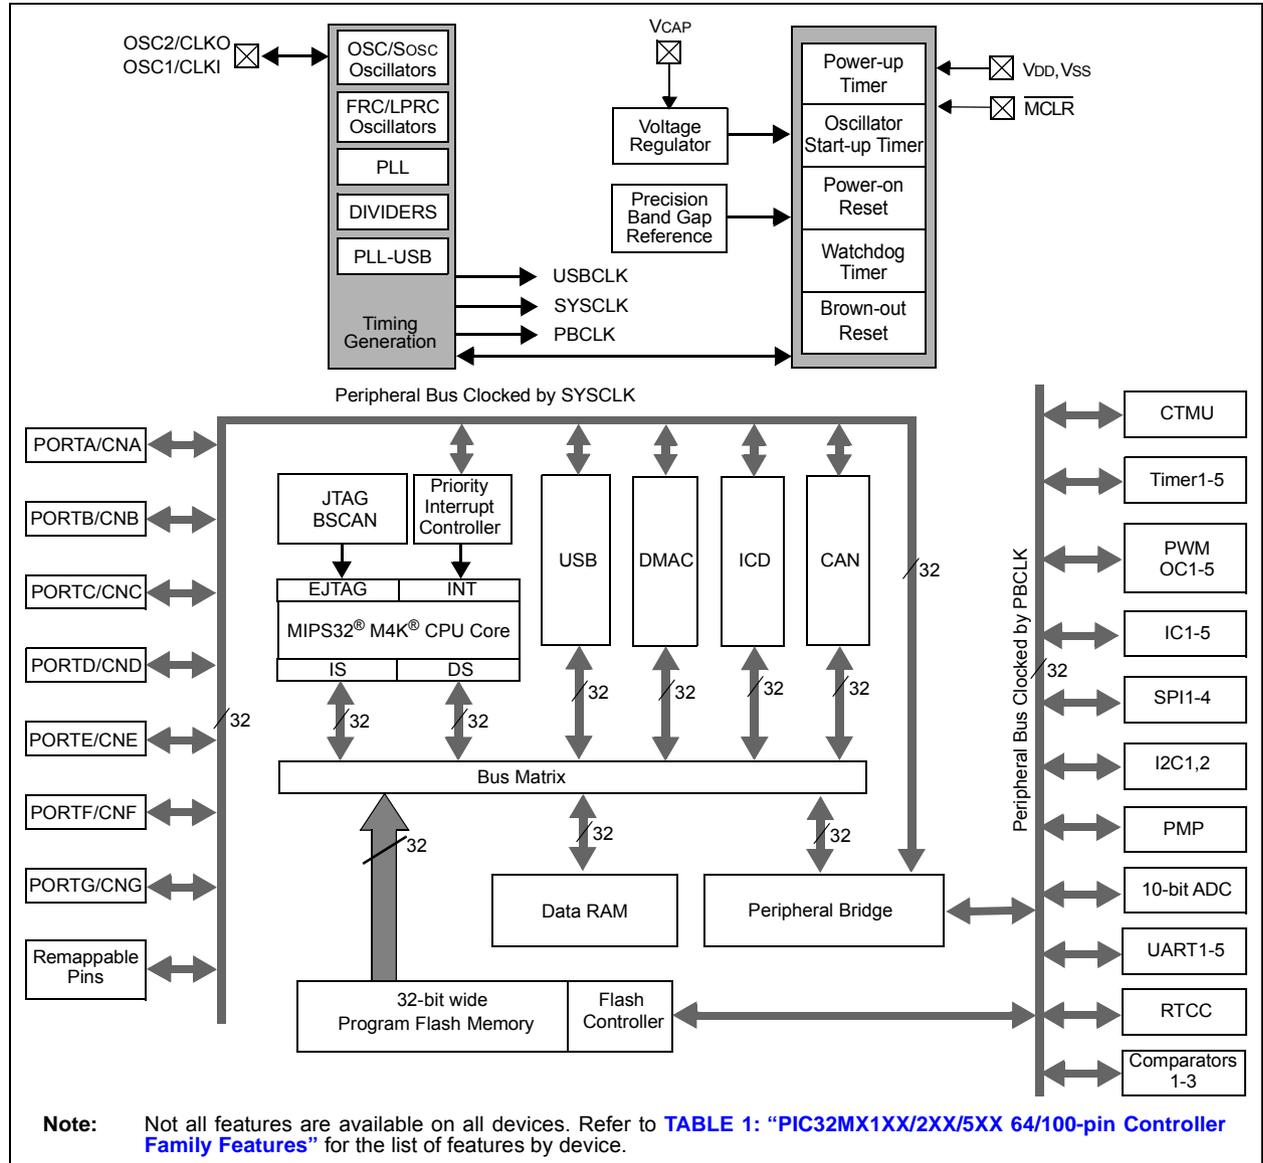 OSC2/CLKO
OSC1/CLKI
OSC/SOSC
Oscillators
FRC/LPRC
Oscillators
PLL
DIVIDERS
PLL-USB
Timing
Generation
USBCLK
SYSCLK
PBCLK
VCAP
Voltage
Regulator
Precision
Band Gap
Reference
Power-up
Timer
Oscillator
Start-up Timer
Power-on
Reset
Watchdog
Timer
Brown-out
Reset
VDD, VSS
MCLR
Peripheral Bus Clocked by SYSCLK
PORTA/CNA
PORTB/CNB
PORTC/CNC
PORTD/CND
PORTE/CNE
PORTF/CNF
PORTG/CNG
Remappable
Pins
32
JTAG
BSCAN
Priority
Interrupt
Controller
EJTAG
INT
MIPS32® M4K® CPU Core
IS
DS
USB
DMAC
ICD
CAN
32
32
32
32
32
32
32
Bus Matrix
32
32
32
Data RAM
Peripheral Bridge
32-bit wide
Program Flash Memory
Flash
Controller
Peripheral Bus Clocked by PBCLK
32
CTMU
Timer1-5
PWM
OC1-5
IC1-5
SPI1-4
I2C1,2
PMP
10-bit ADC
UART1-5
RTCC
Comparators
1-3
Note: Not all features are available on all devices. Refer to TABLE 1: “PIC32MX1XX/2XX/5XX 64/100-pin Controller
Family Features” for the list of features by device.